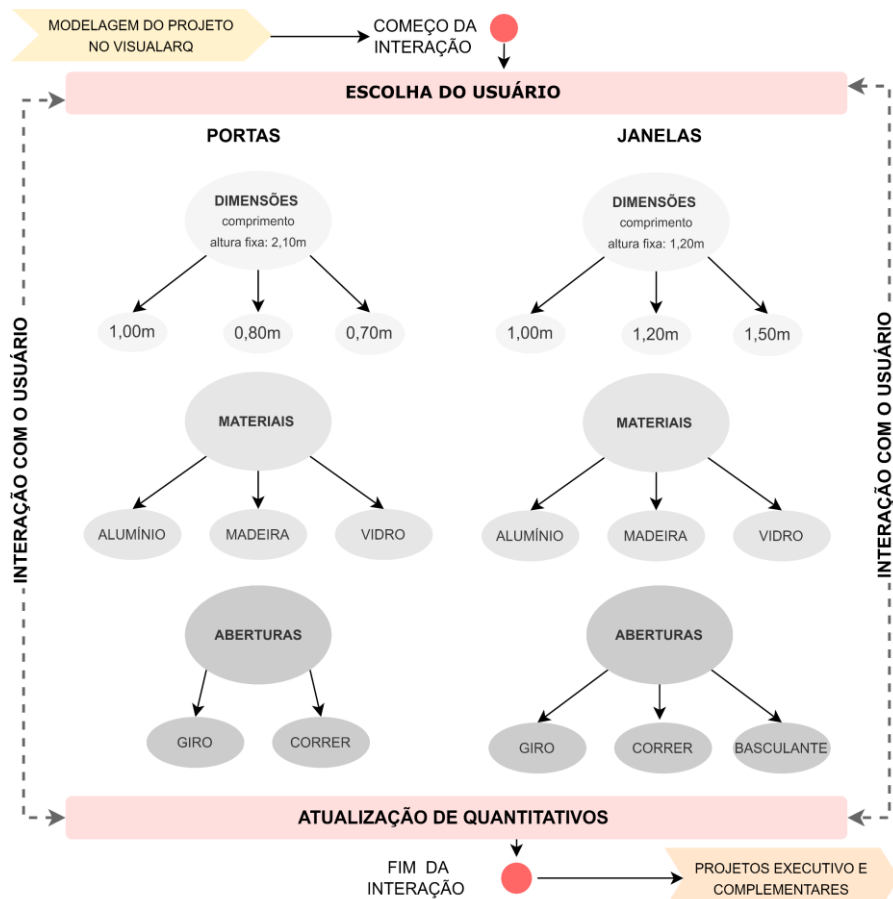 MODELAGEM DO PROJETO
NO VISUALARQ
COMEÇO DA
INTERAÇÃO
ESCOLHA DO USUÁRIO
INTERAÇÃO COM O USUÁRIO
PORTAS
DIMENSÕES
comprimento
altura fixa: 2,10m
1,00m
0,80m
0,70m
MATERIAIS
ALUMÍNIO
MADEIRA
VIDRO
ABERTURAS
GIRO
CORRER
JANELAS
DIMENSÕES
comprimento
altura fixa: 1,20m
1,00m
1,20m
1,50m
MATERIAIS
ALUMÍNIO
MADEIRA
VIDRO
ABERTURAS
GIRO
CORRER
BASCULANTE
INTERAÇÃO COM O USUÁRIO
ATUALIZAÇÃO DE QUANTITATIVOS
FIM DA
INTERAÇÃO
PROJETOS EXECUTIVO E
COMPLEMENTARES